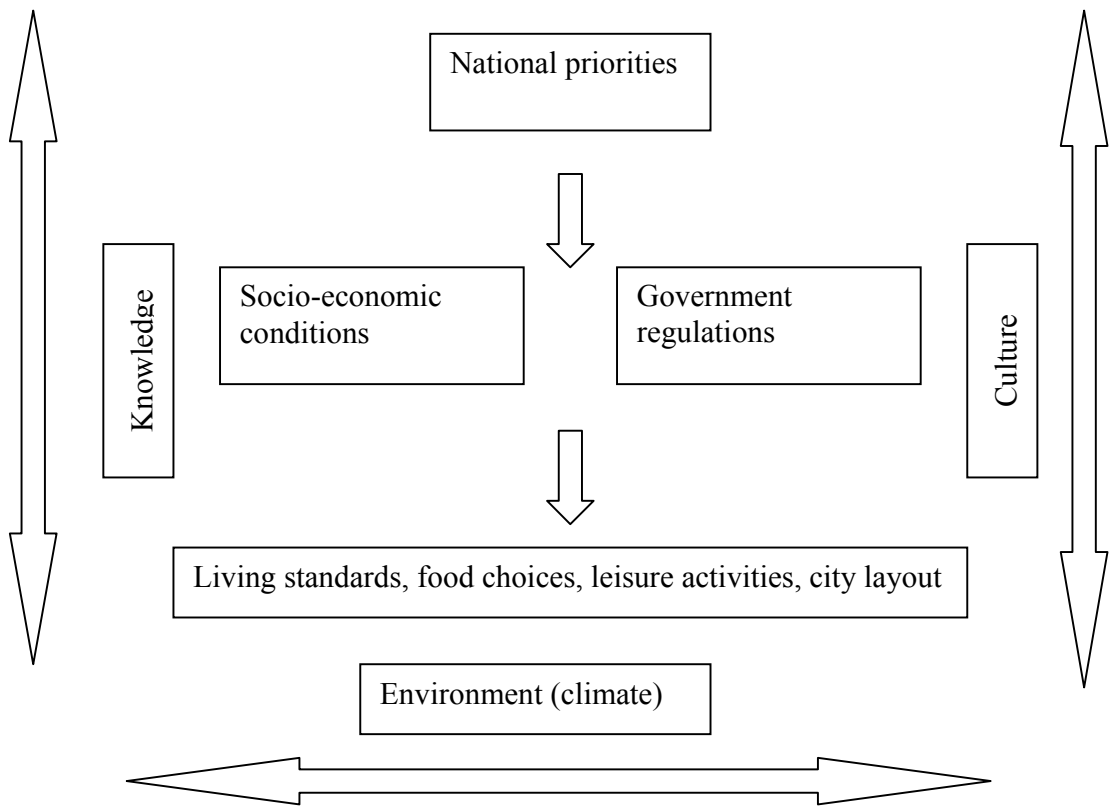 National priorities
Knowledge
Socio-economic
conditions
Government
regulations
Culture
Living standards, food choices, leisure activities, city layout
Environment (climate)